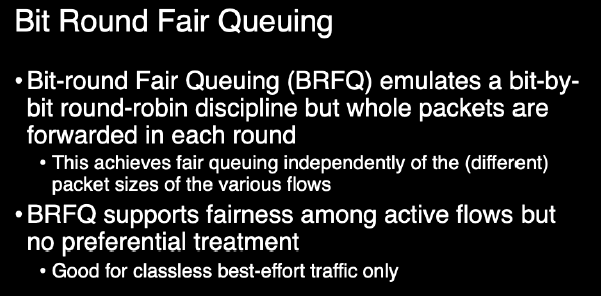 Bit Round Fair Queuing
• Bit-round Fair Queuing (BRFQ) emulates a bit-by-
bit round-robin discipline but whole packets are
forwarded in each round
• This achieves fair queuing independently of the (different)
packet sizes of the various flows
• BRFQ supports fairness among active flows but
no preferential treatment
• Good for classless best-effort traffic only